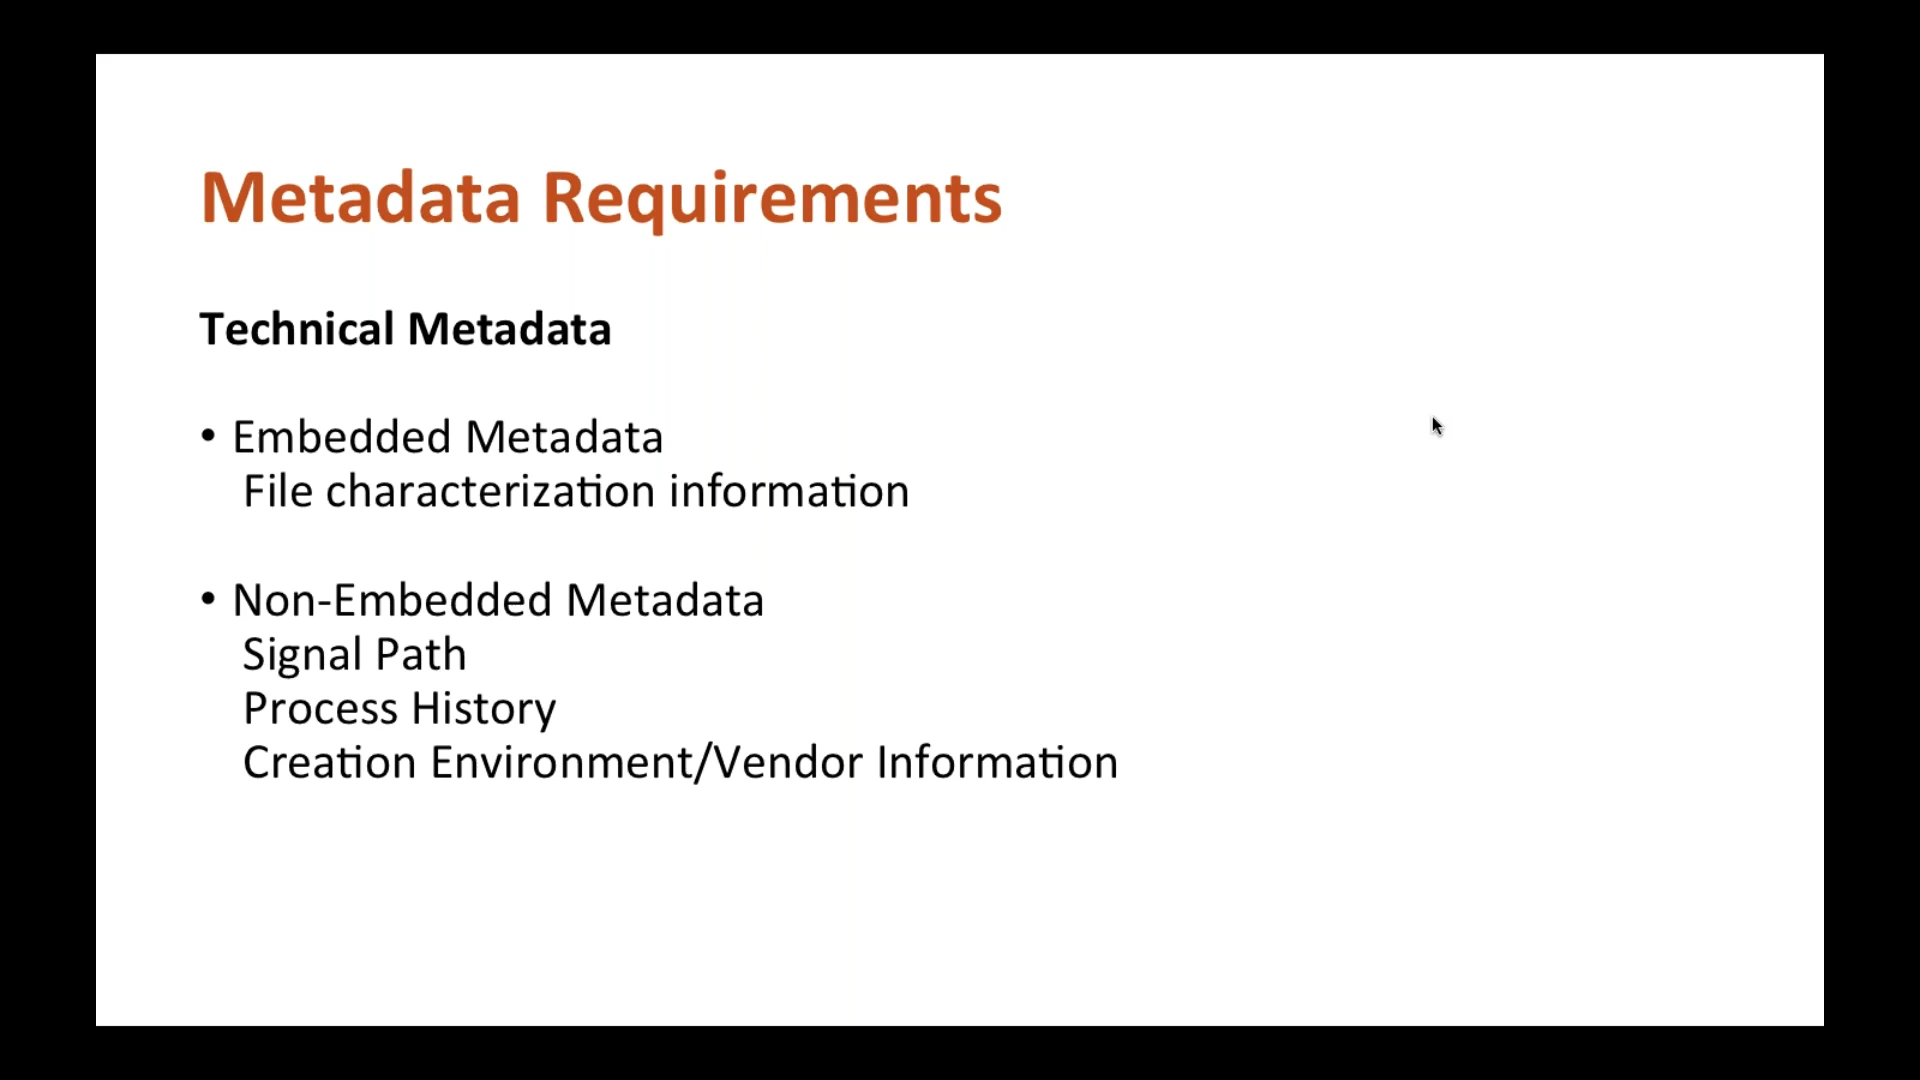 Metadata Requirements
Technical Metadata
• Embedded Metadata
File characterization information
• Non-Embedded Metadata
Signal Path
Process History
Creation Environment/Vendor Information